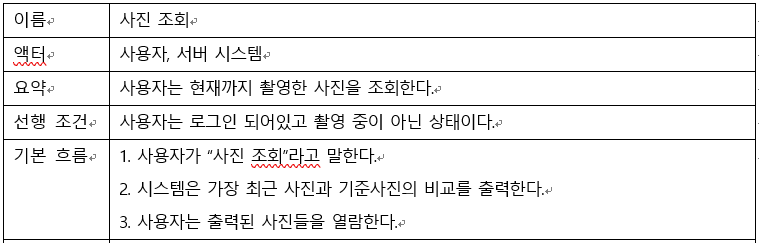 이름 사진 조회
액터 사용자, 서버 시스템
요약 사용자는 현재까지 촬영한 사진을 조회한다.
선행 조건 사용자는 로그인 되어있고 촬영 중이 아닌 상태이다.
기본 흐름 1. 사용자가 “사진 조회”라고 말한다.
2. 시스템은 가장 최근 사진과 기준사진의 비교를 출력한다.
3. 사용자는 출력된 사진들을 열람한다.